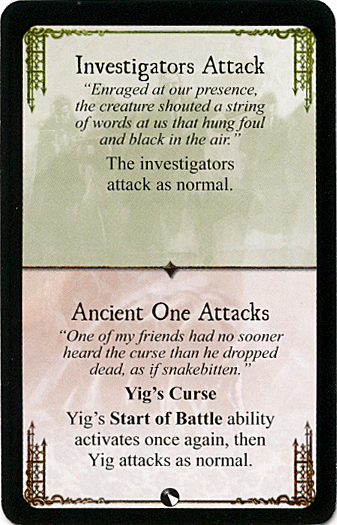 Investigators Attack
“Enraged at our presence,
the creature shouted a string
of words at us that hung foul
and black in the air.”
The investigators
attack as normal.
Ancient One Attacks
“One of my friends had no sooner
heard the curse than he dropped
dead, as if snakebitten.”
Yig’s Curse
Yig’s Start of Battle ability
activates once again, then
Yig attacks as normal.